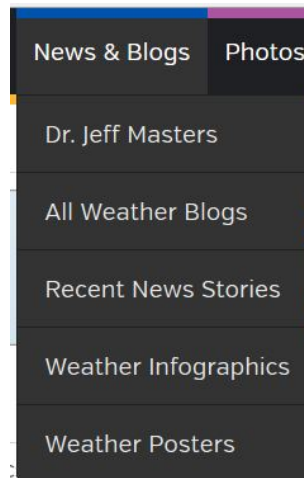 News & Blogs Photos
Dr. Jeff Masters
All Weather Blogs
Recent News Stories
Weather Infographics
Weather Posters